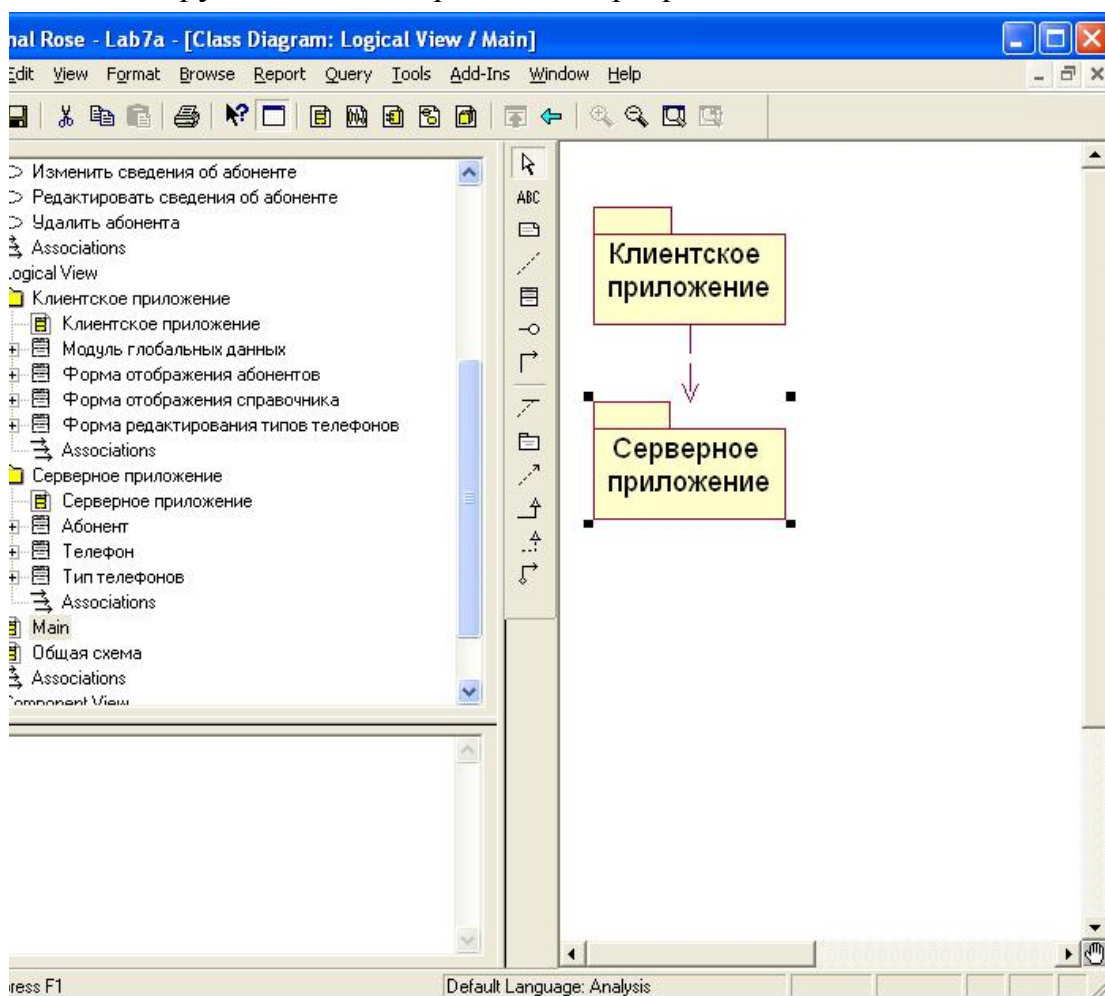 nal Rose - Lab7a - [Class Diagram: Logical View / Main]
Edit View Format Browse Report Query Tools Add-Ins Window Help
Изменить сведения об абоненте
Редактировать сведения об абоненте
Удалить абонента
Associations
Logical View
Клиентское приложение
Клиентское приложение
Модуль глобальных данных
Форма отображения абонентов
Форма отображения справочника
Форма редактирования типов телефонов
Associations
Серверное приложение
Серверное приложение
Абонент
Телефон
Тип телефонов
Associations
Main
Общая схема
Associations
Component View
ABC
Клиентское
приложение
Серверное
приложение
ress F1
Default Language: Analysis